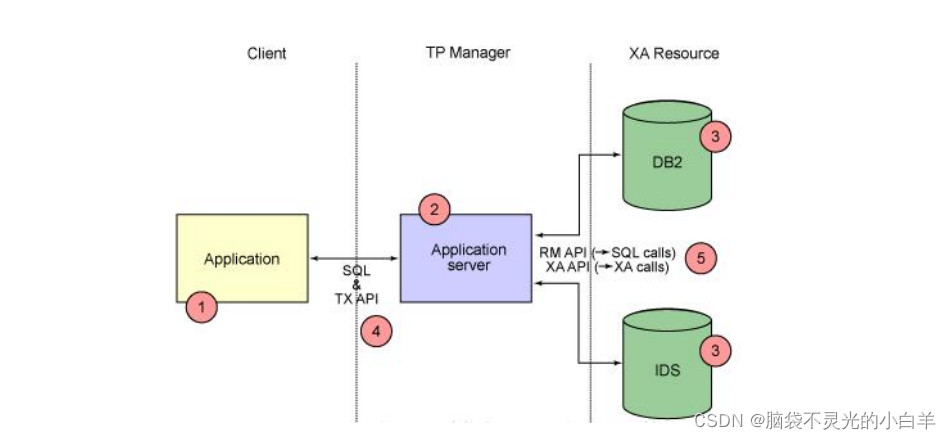 Client
TP Manager
XA Resource
3
DB2
2
Application
Application
server
RM API (→SQL calls)
XA API (→XA calls)
5
SQL
&
TX API
1
4
3
IDS
CSDN @脑袋不灵光的小白羊